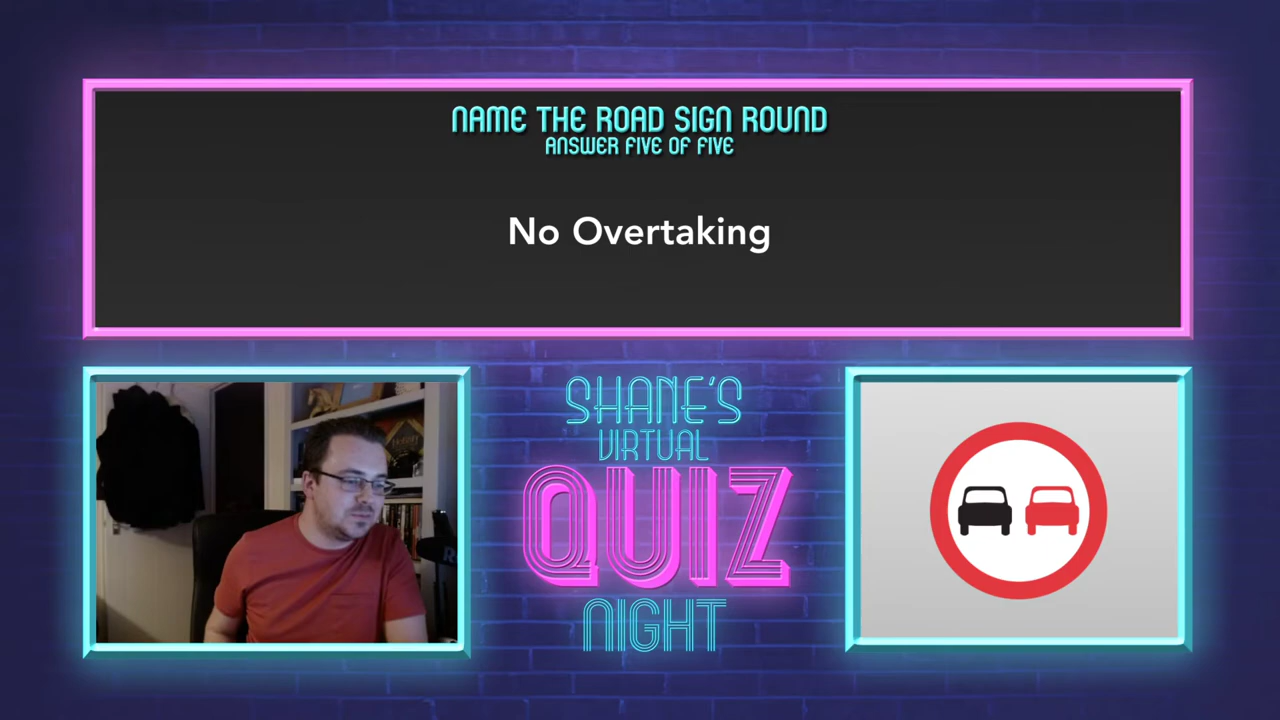 NAME THE ROAD SIGN ROUND
ANSWER FIVE OF FIVE
No Overtaking
SHANE'S
VIRTUAL
QUIZ
NIGHT